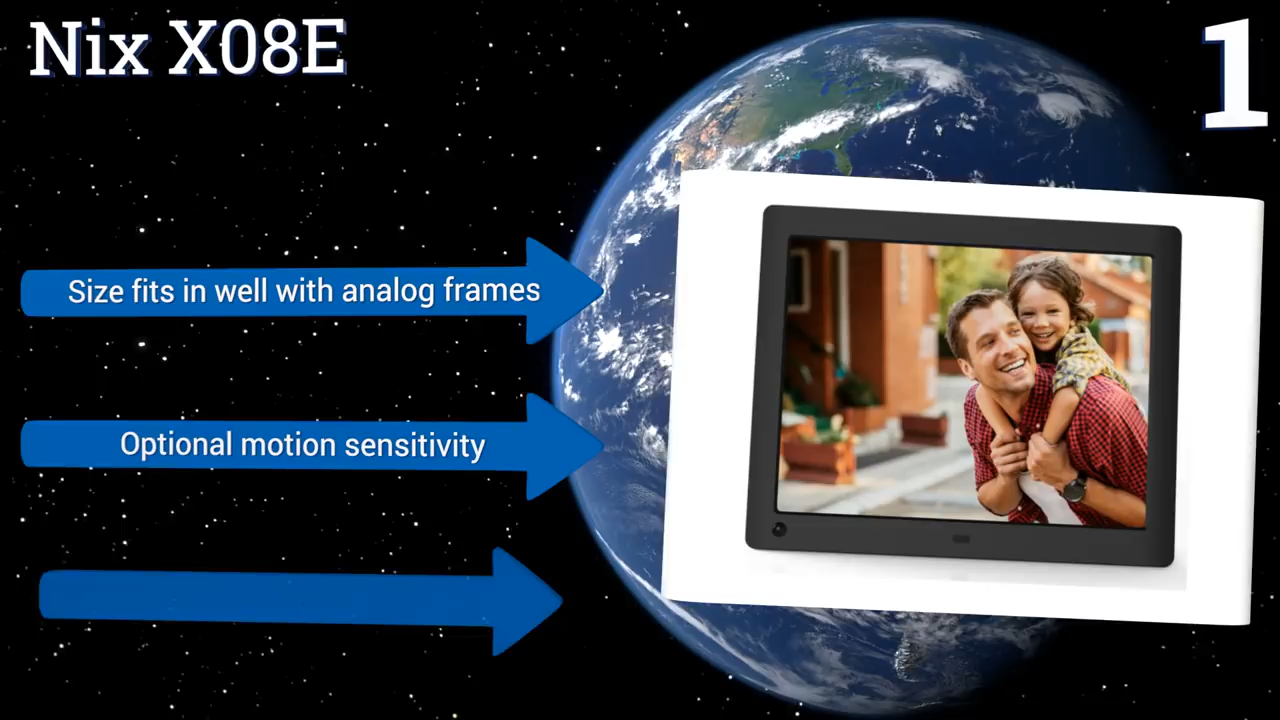 Nix X08E
1
Size fits in well with analog frames
Optional motion sensitivity